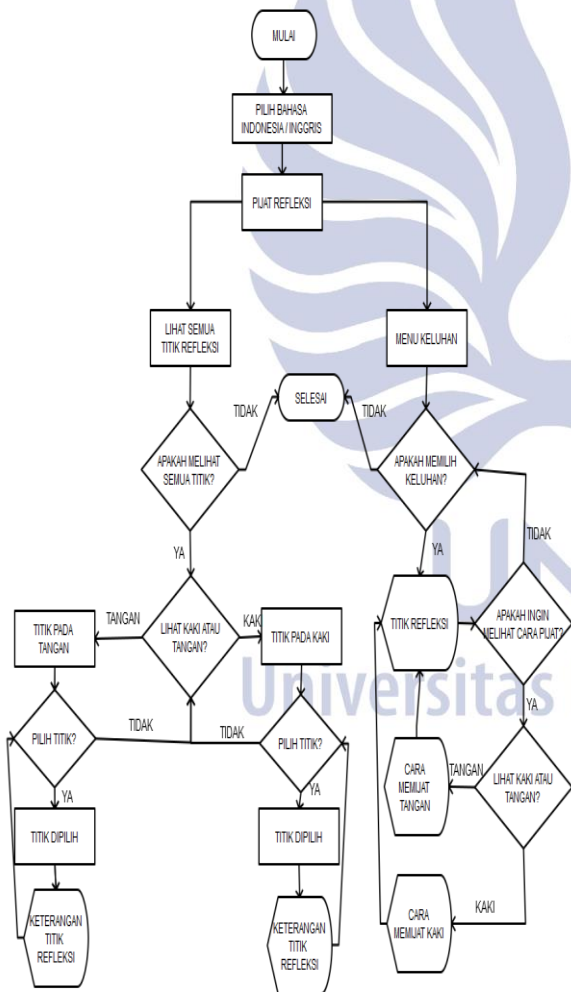 MULAI
PILIH BAHASA
INDONESIA / INGGRIS
PIJAT REFLEKSI
LIHAT SEMUA
TITIK REFLEKSI
MENU KELUHAN
SELESAI
TIDAK
TIDAK
APAKAH MELIHAT
SEMUA TITIK?
APAKAH MEMILIH
KELUHAN?
YA
YA
TIDAK
TITIK PADA
TANGAN
TANGAN
LIHAT KAKI ATAU
TANGAN?
KAKI
TITIK PADA KAKI
TITIK REFLEKSI
APAKAH INGIN
MELIHAT CARA PIJAT?
UN
Universitas
PILIH TITIK?
TIDAK
TIDAK
PILIH TITIK?
YA
YA
YA
CARA
MEMIJAT
TANGAN
TANGAN
LIHAT KAKI ATAU
TANGAN?
TITIK DIPILIH
TITIK DIPILIH
KETERANGAN
TITIK
REFLEKSI
KETERANGAN
TITIK
REFLEKSI
CARA
MEMIJAT KAKI
KAKI